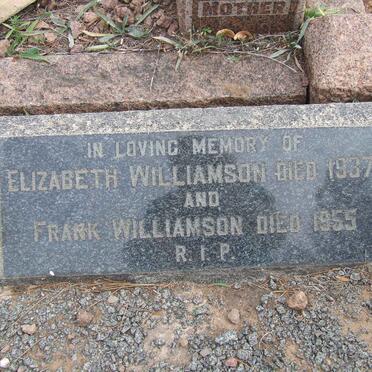 MOTHER
IN LOVING MEMORY OF
ELIZABETH WILLIAMSON DIED 1937
AND
FRANK WILLIAMSON DIED 1955
R.I.P.